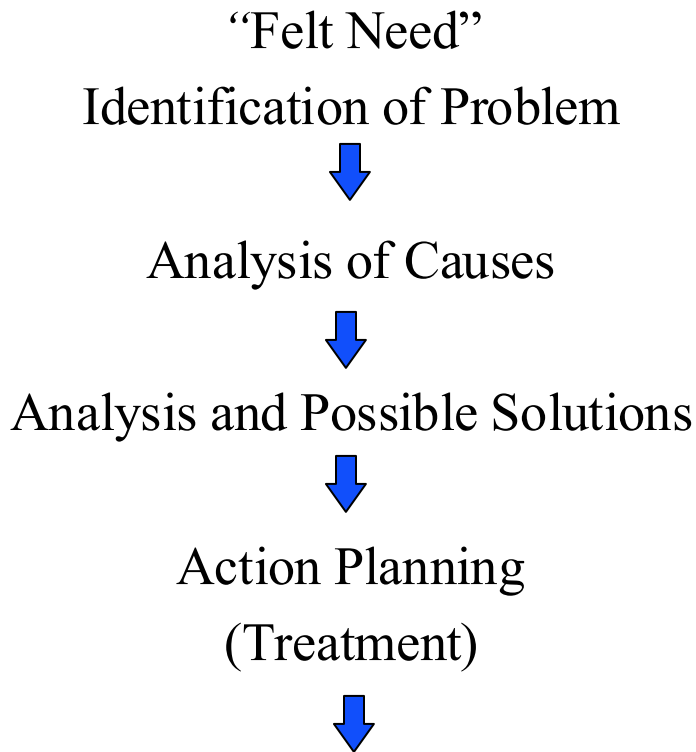 “Felt Need”
Identification of Problem
Analysis of Causes
Analysis and Possible Solutions
Action Planning
(Treatment)